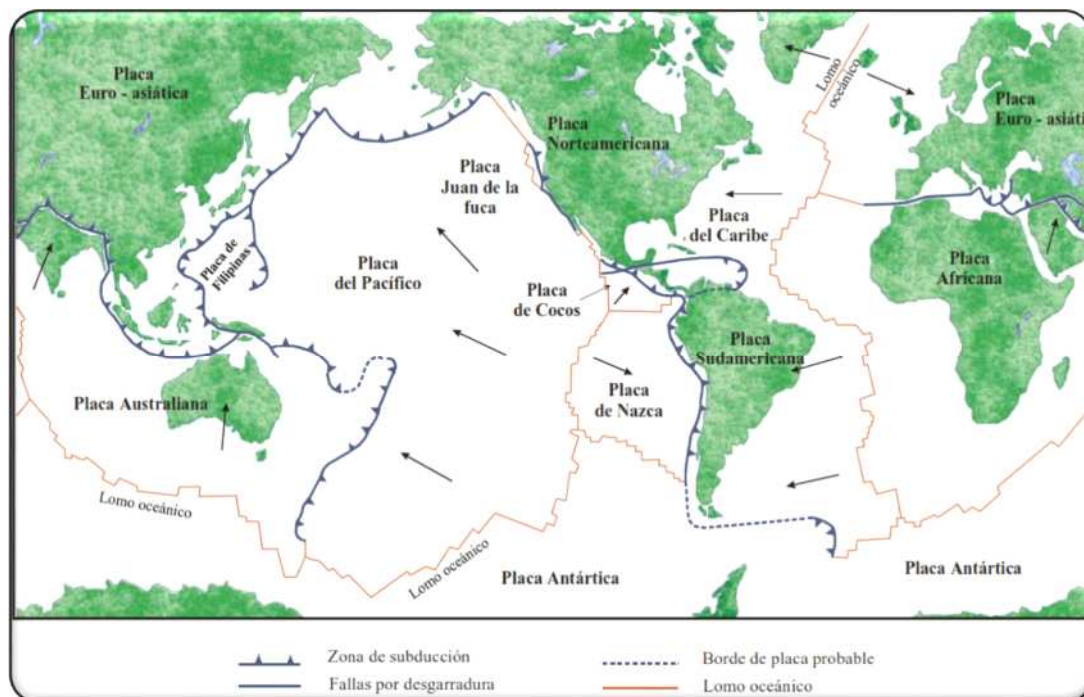 Placa
Euro - asiática
Placa
Norteamericana
Lomo
oceánico
Placa
Euro - asiática
Placa
Juan de la
fuca
Placa
del Caribe
Placa de
Filipinas
Placa
del Pacífico
Placa
de Cocos
Placa
Africana
Placa
Sudamericana
Placa Australiana
Placa
de Nazca
Lomo oceánico
Lomo oceánico
Placa Antártica
Placa Antártica
Zona de subducción
Borde de placa probable
Fallas por desgarradura
Lomo oceánico